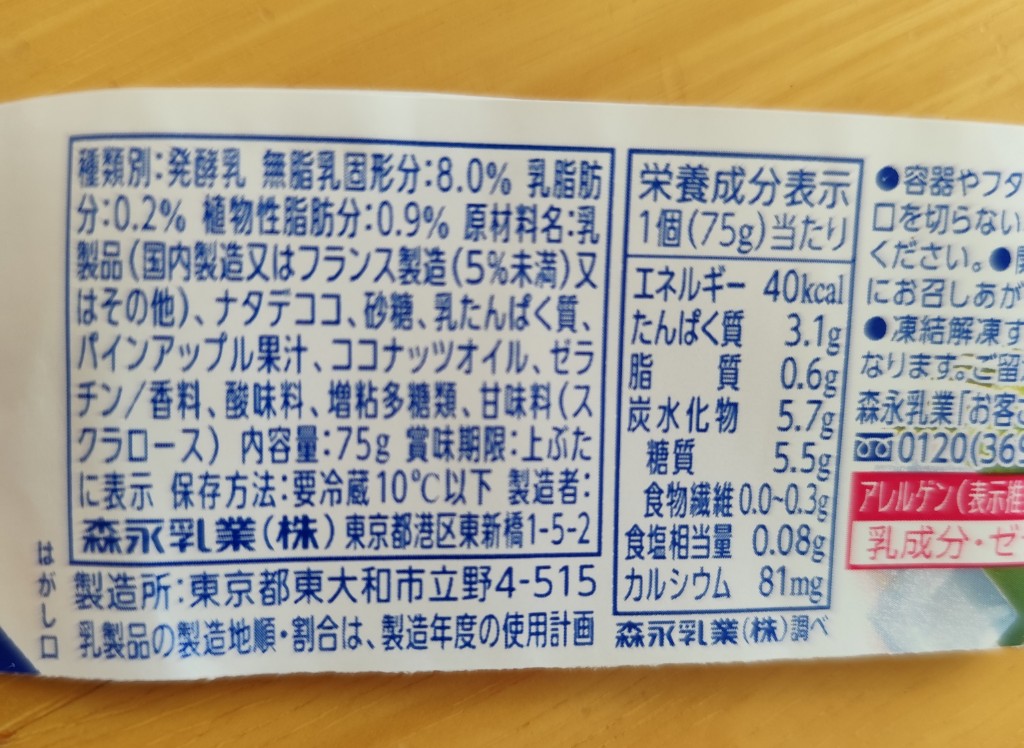 種類別:発酵乳 無脂乳固形分:8.0% 乳脂肪
分:0.2% 植物性脂肪分:0.9% 原材料名:乳
製品(国内製造又はフランス製造(5%未満)又
はその他)、ナタデココ、砂糖、乳たんぱく質、
パインアップル果汁、ココナッツオイル、ゼラ
チン/香料、酸味料、増粘多糖類、甘味料(ス
クラロース) 内容量:75g 賞味期限:上ぶた
に表示 保存方法:要冷蔵10℃以下 製造者:
森永乳業(株)東京都港区東新橋1-5-2
製造所:東京都東大和市立野4-515
乳製品の製造地順・割合は、製造年度の使用計画
はがし口
栄養成分表示
1個(75g)当たり
エネルギー 40kcal
たんぱく質 3.1g
脂質 0.6g
炭水化物 5.7g
糖質 5.5g
食物繊維 0.0~0.3g
食塩相当量 0.08g
カルシウム 81mg
森永乳業(株)調べ
●容器やフタ
口を切らない
ください。●
にお召しあが
●凍結解凍す
なります。ご留
森永乳業「お客
0120(369
アレルゲン(表示推
乳成分・ゼ